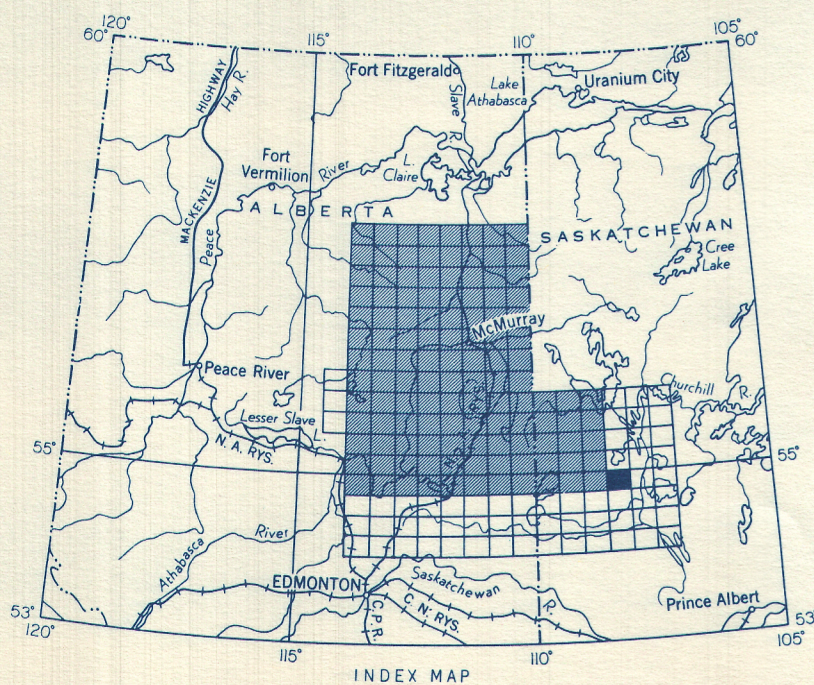 120°
60°
115°
110°
105°
60°
Fort Fitzgerald
Uranium City
Lake
Athabasca
Slave R.
HIGHWAY
Hay R.
Fort
Vermilion
River
L.
Claire
MACKENZIE
ALBERTA
Peace
SASKATCHEWAN
Cree
Lake
McMurray
Peace River
Churchill R.
Lesser Slave L.
N. A. RYS.
N. A. RYS.
55°
55°
River
Athabasca
EDMONTON
Saskatchewan R.
C. N. RYS.
C.P.R.
Prince Albert
53°
120°
115°
110°
53
105°
INDEX MAP